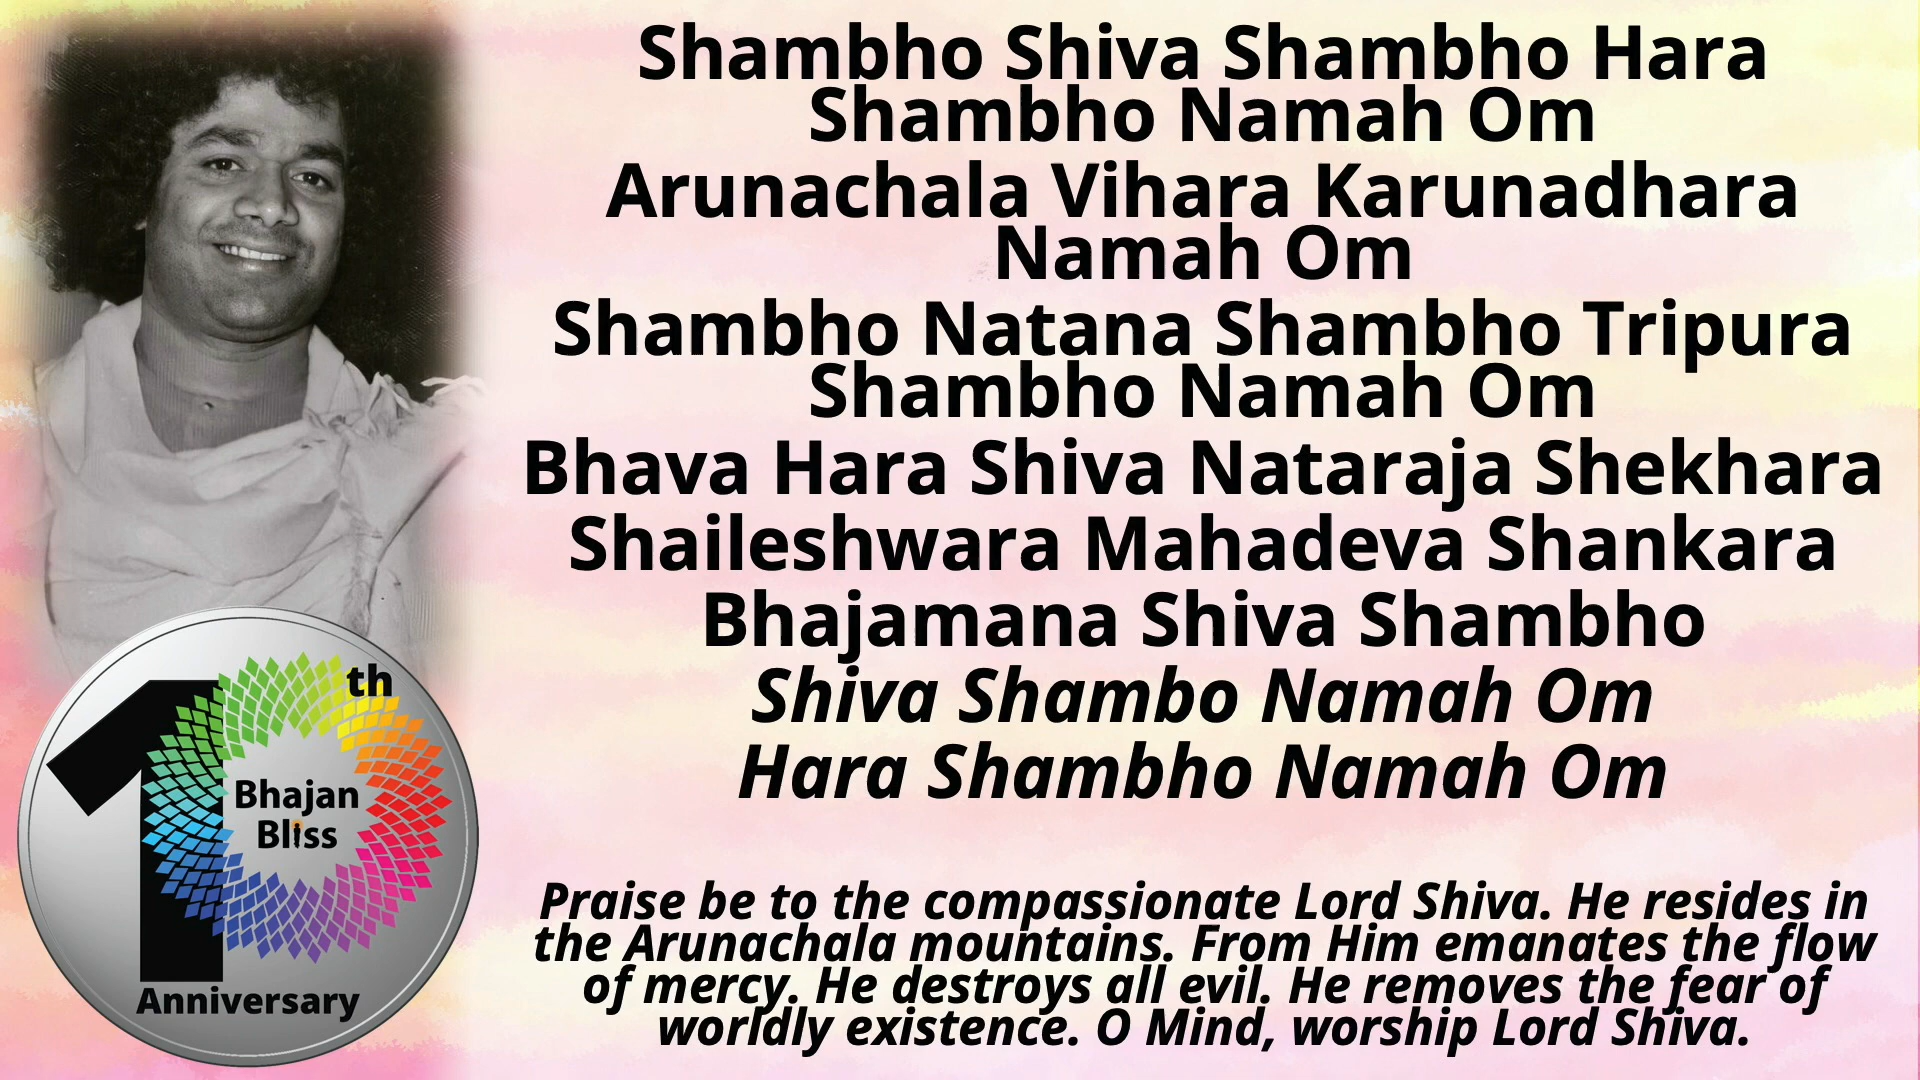 Shambho Shiva Shambho Hara
Shambho Namah Om
Arunachala Vihara Karunadhara
Namah Om
Shambho Natana Shambho Tripura
Shambho Namah Om
Bhava Hara Shiva Nataraja Shekhara
Shaileshwara Mahadeva Shankara
Bhajamana Shiva Shambho
Shiva Shambo Namah Om
Hara Shambho Namah Om
Praise be to the compassionate Lord Shiva. He resides in
the Arunachala mountains. From Him emanates the flow
of mercy. He destroys all evil. He removes the fear of
worldly existence. O Mind, worship Lord Shiva.
10th
Bhajan
Bliss
Anniversary